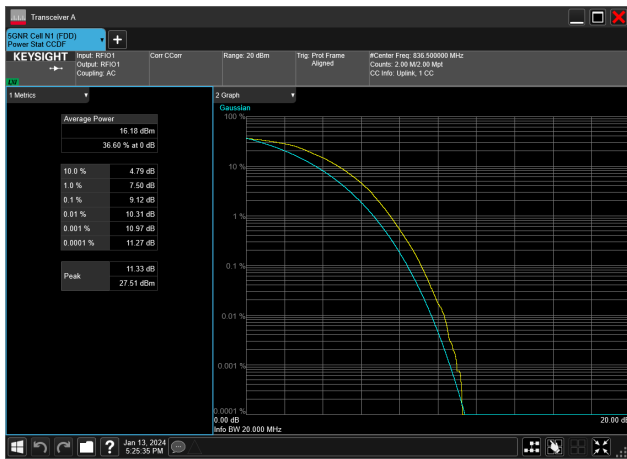 Transceiver A
5GNR Cell N1 (FDD)
Power Stat CCDF
KEYSIGHT
Input: RFIO1
Output: RFIO1
Coupling: AC
Corr CCorr
Range: 20 dBm
Trig: Prot Frame
Aligned
#Center Freq: 836.500000 MHz
Counts: 2.00 M/2.00 Mpt
CC Info: Uplink, 1 CC
1 Metrics
Average Power
16.18 dBm
36.60 % at 0 dB
10.0 % 4.79 dB
1.0 % 7.50 dB
0.1 % 9.12 dB
0.01 % 10.31 dB
0.001 % 10.97 dB
0.0001 % 11.27 dB
Peak
11.33 dB
27.51 dBm
2 Graph
Gaussian
100 %
10 %
1 %
0.1 %
0.01 %
0.001 %
0.0001 %
0.00 dB
20.00 dB
Info BW 20.000 MHz
Jan 13, 2024
5:25:35 PM